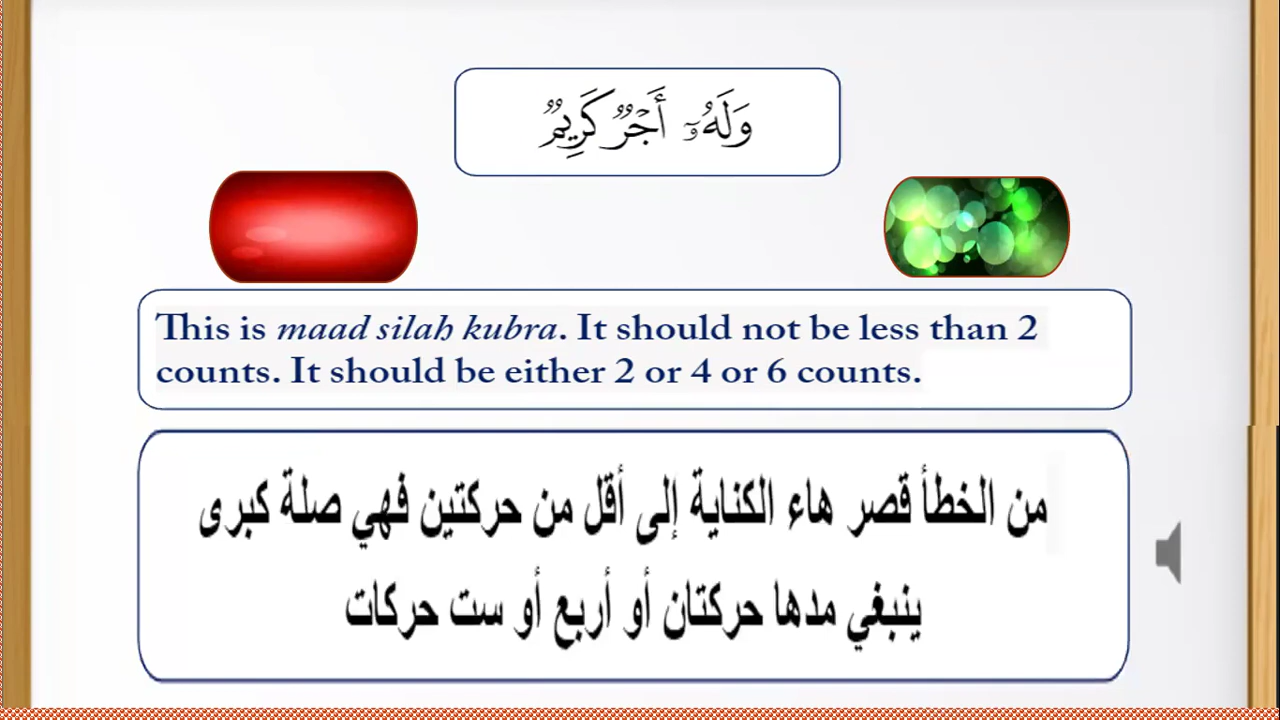 وَلَهُۥٓ أَجْرٌ كَرِيمٌ
This is maad silah kubra. It should not be less than 2
counts. It should be either 2 or 4 or 6 counts.
من الخطأ قصر هاء الكناية إلى أقل من حركتين فهي صلة كبرى
ينبغي مدها حركتان أو أربع أو ست حركات